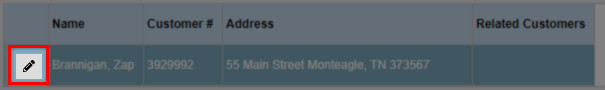 Name Customer # Address Related Customers
Brannigan, Zap 3929992 55 Main Street Monteagle, TN 373567